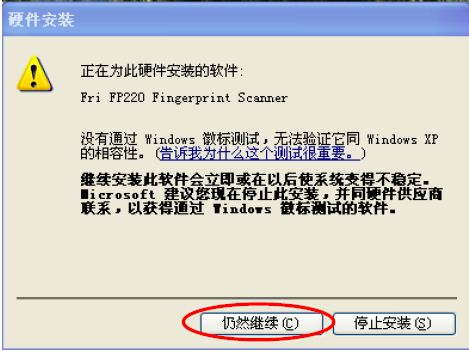 硬件安装
正在为此硬件安装的软件:
Fri FP220 Fingerprint Scanner
没有通过 Windows 徽标测试，无法验证它同 Windows XP
的相容性。(告诉我为什么这个测试很重要。)
继续安装此软件会立即或在以后使系统变得不稳定。
Microsoft 建议您现在停止此安装，并同硬件供应商
联系，以获得通过 Windows 徽标测试的软件。
仍然继续(C) 停止安装(S)